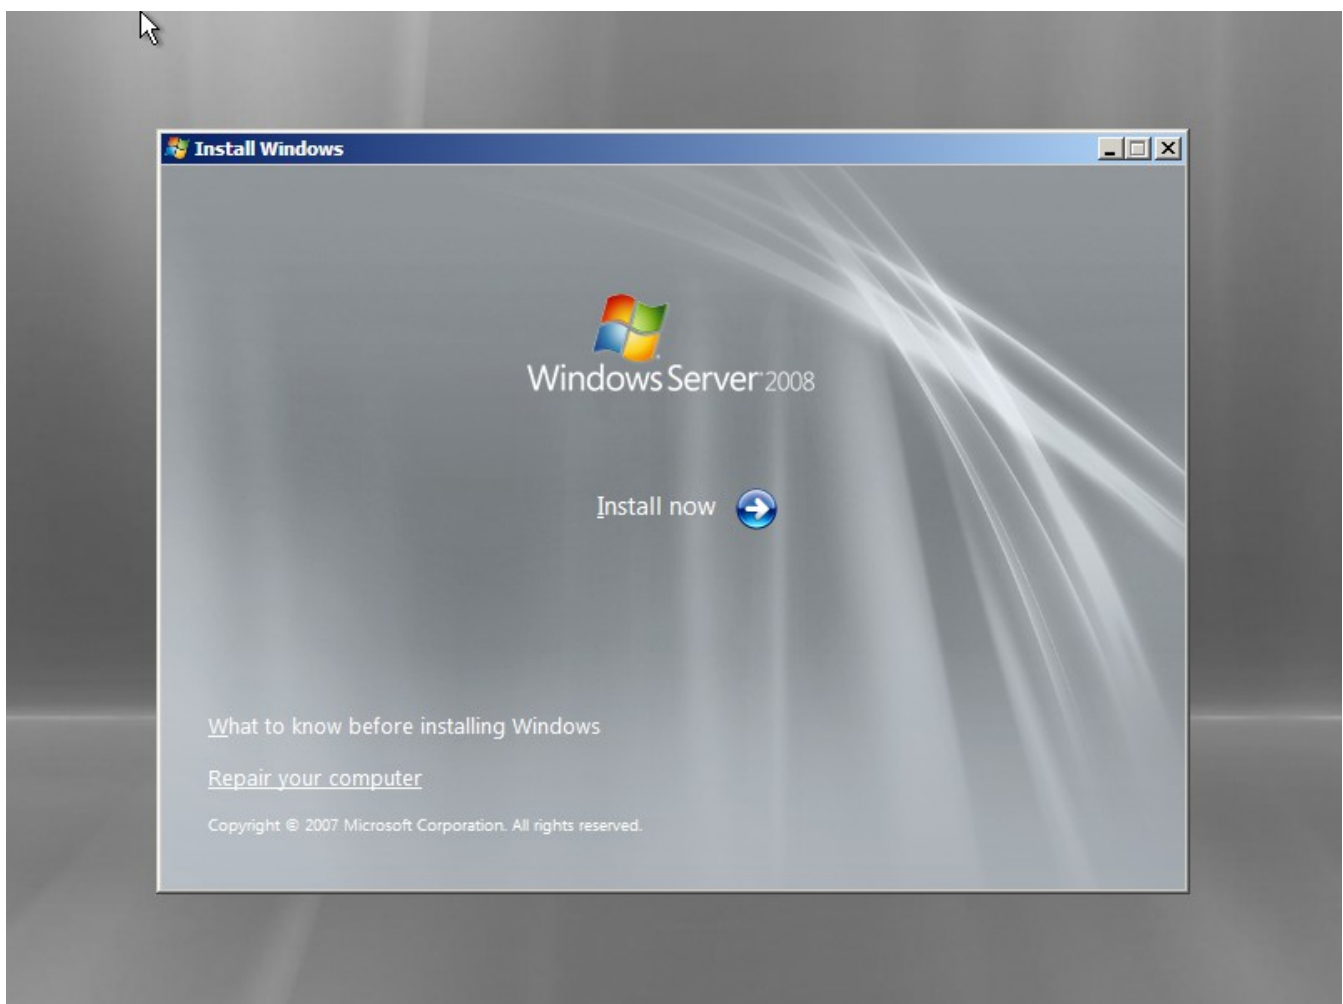 Install Windows
Windows Server 2008
Install now
What to know before installing Windows
Repair your computer
Copyright © 2007 Microsoft Corporation. All rights reserved.